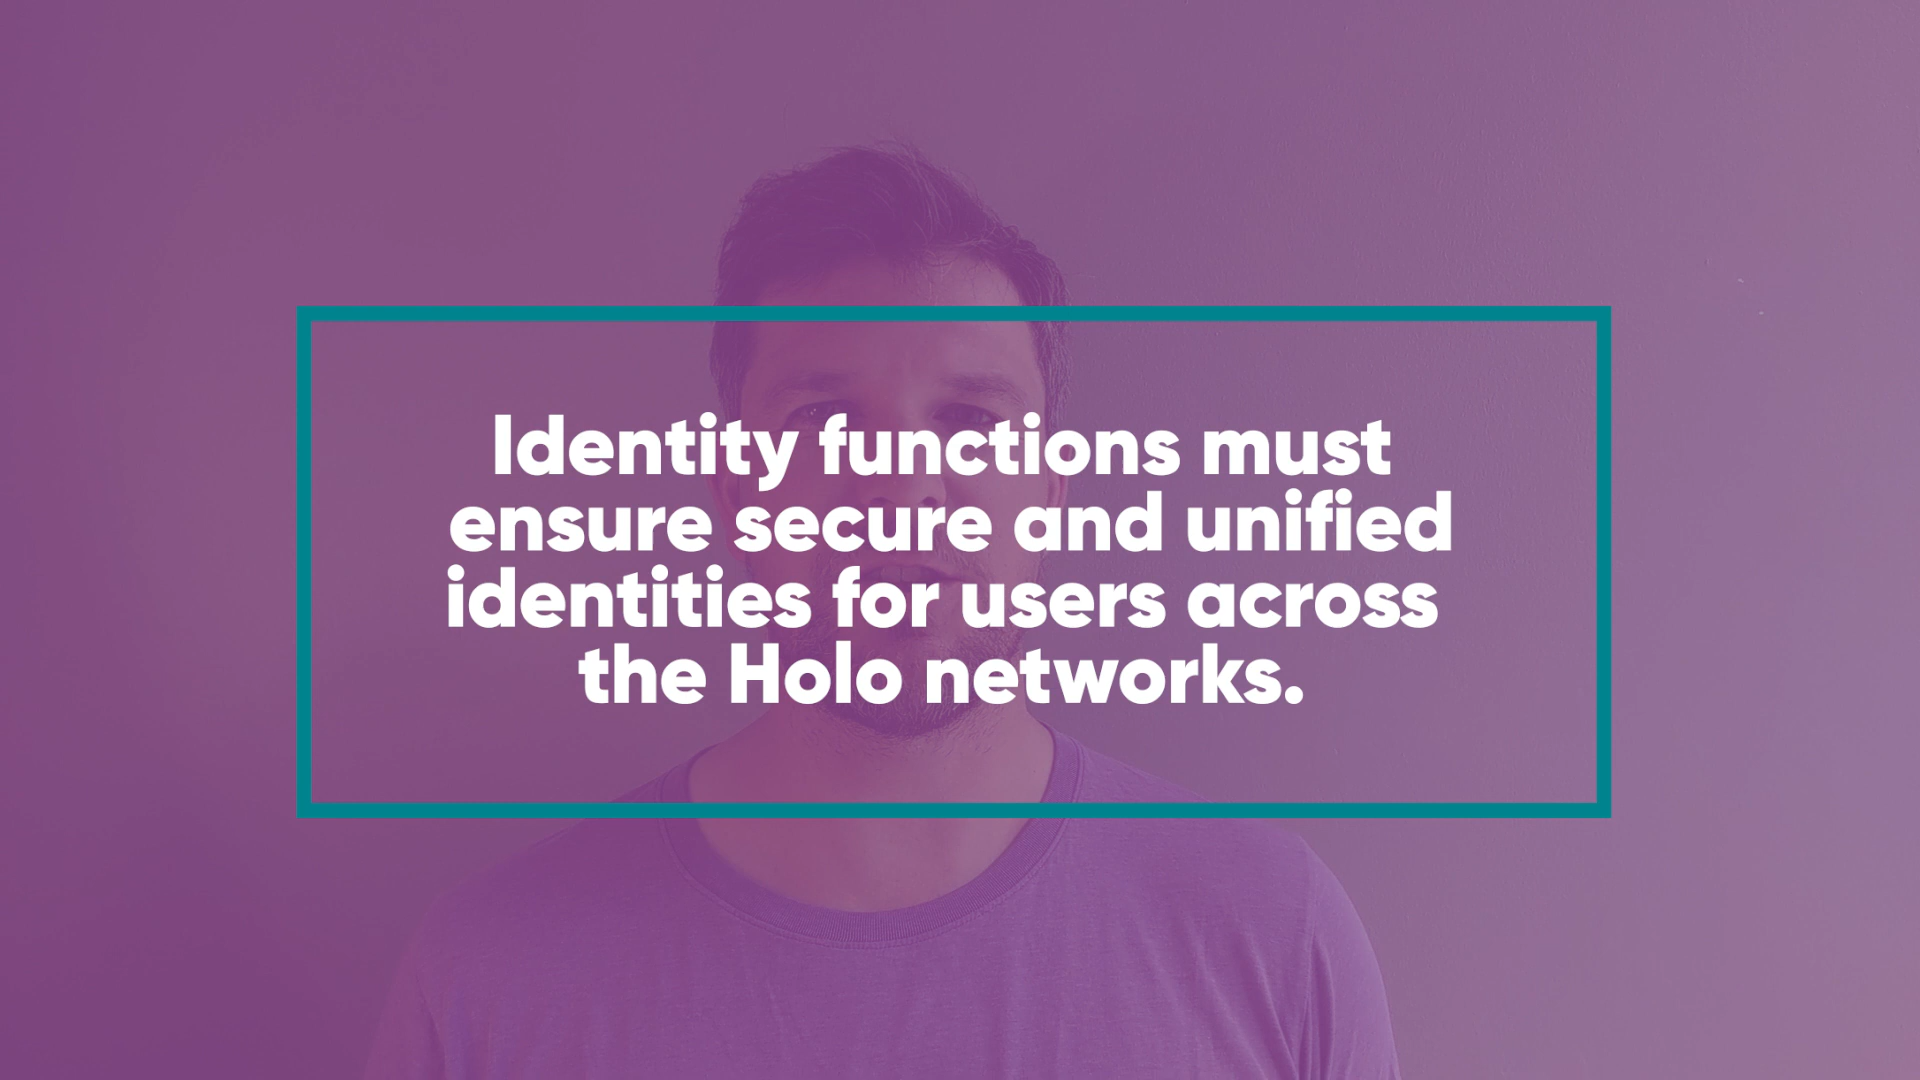 Identity functions must
ensure secure and unified
identities for users across
the Holo networks.